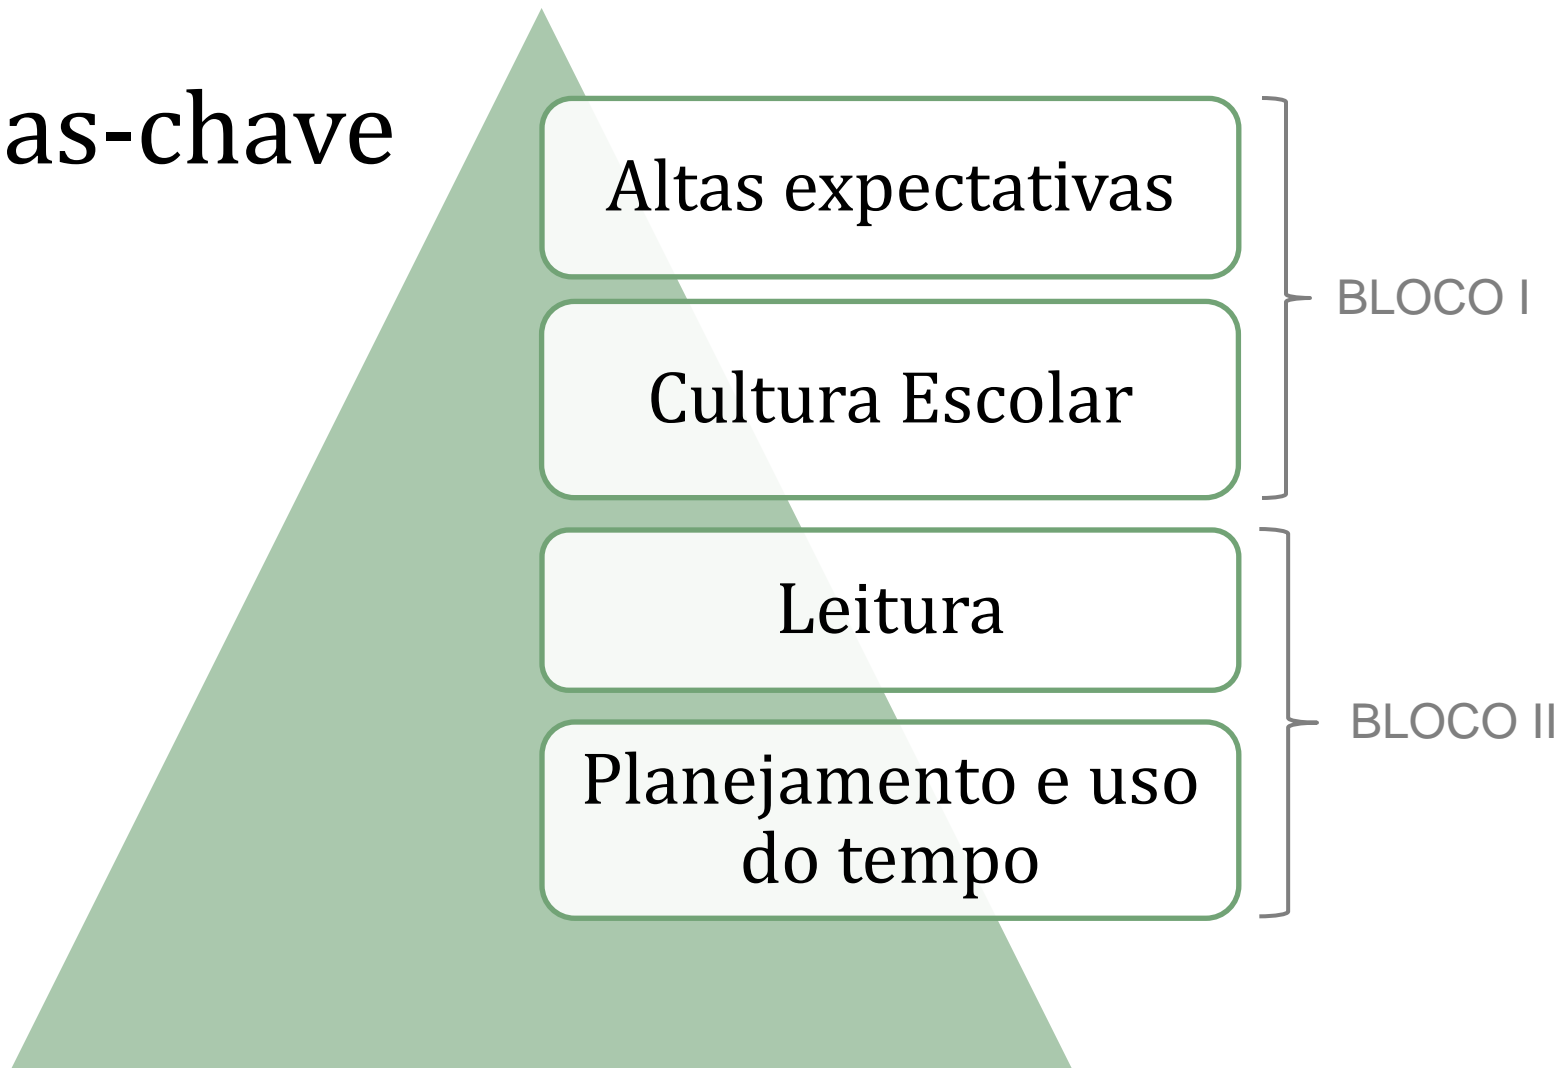 as-chave
Altas expectativas
Cultura Escolar
BLOCO I
Leitura
Planejamento e uso
do tempo
BLOCO II